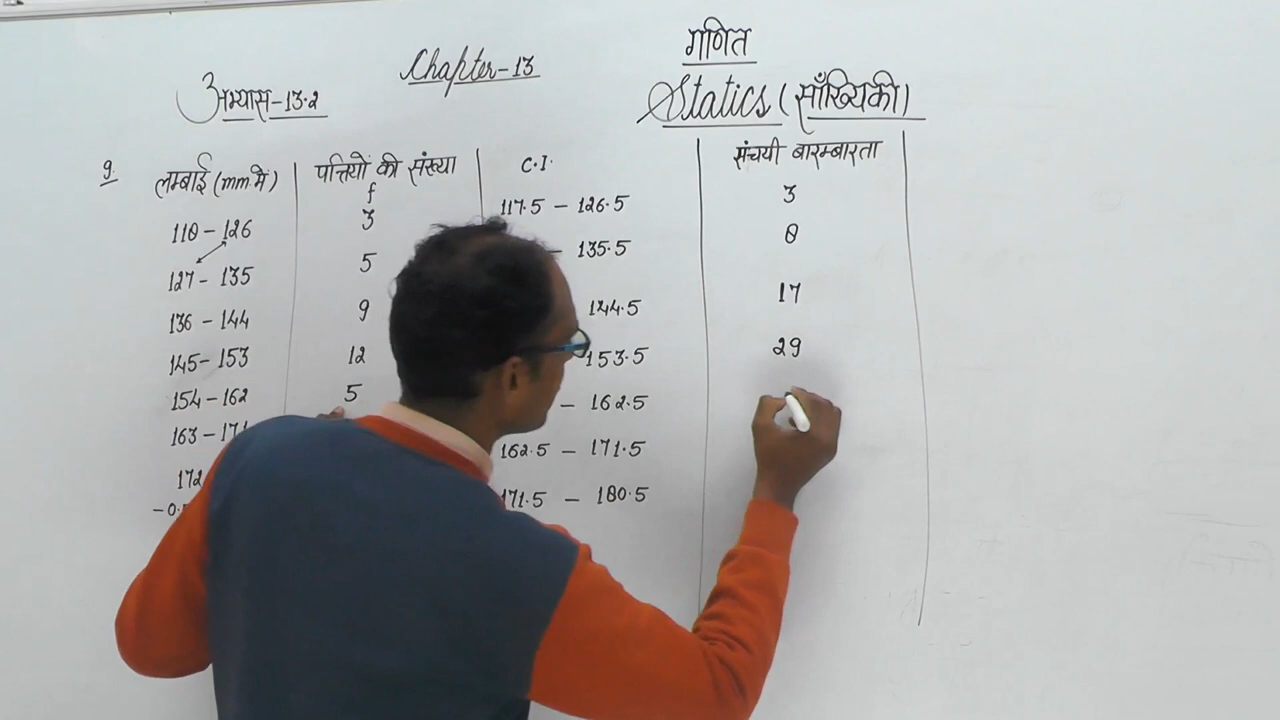 गणित
Chapter-13
अभ्यास-13.2
Statics (साँख्यिकी)
9. लम्बाई (mm में) पत्तियों की संख्या C.I. संचयी बारम्बारता
f
118 - 126 3 117.5 - 126.5 3
127 - 135 5 - 135.5 8
136 - 144 9 144.5 17
145 - 153 12 153.5 29
154 - 162 5 - 162.5
163 - 171 162.5 - 171.5
172 171.5 - 180.5